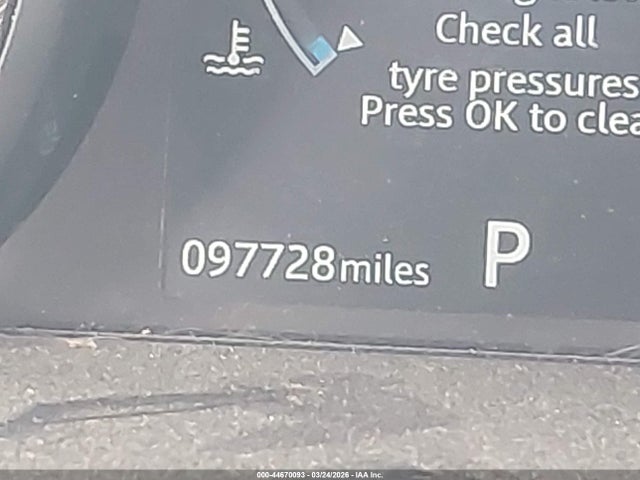 Check all
tyre pressures
Press OK to clea
097728miles
P
000-44670093 - 03/24/2026 - IAA Inc.